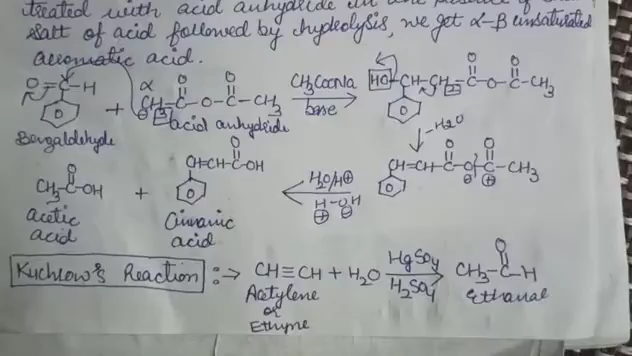 treated with acid anhydride in the presence of
salt of acid followed by hydrolysis, we get α-β unsaturated
aromatic acid.
O=C-H + CH2-C-O-C-CH3 CH3COONa base HO CH-CH2-C-O-C-CH3
α
O O O O O
Benzaldehyde acid anhydride
-H2O
CH3-C-OH + CH=CH-C-OH H2O/H⊕ CH=CH-C-O-C-CH3
O O H-OH O O
⊕ ⊖ ⊖ ⊕
Acetic acid Cinnamic acid
Kuchrow's Reaction :→ CH≡CH + H2O HgSO4 H2SO4 CH3-C-H
O
Acetylene Ethanal
or
Ethyne